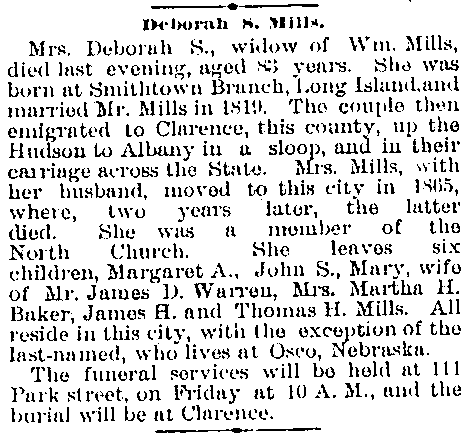 Deborah S. Mills.
Mrs. Deborah S., widow of Wm. Mills,
died last evening, aged 83 years. She was
born at Smithtown Branch, Long Island, and
married Mr. Mills in 1819. The couple then
emigrated to Clarence, this county, up the
Hudson to Albany in a sloop, and in their
carriage across the State. Mrs. Mills, with
her husband, moved to this city in 1865,
where, two years later, the latter
died. She was a member of the
North Church. She leaves six
children, Margaret A., John S., Mary, wife
of Mr. James D. Warren, Mrs. Martha H.
Baker, James H. and Thomas H. Mills. All
reside in this city, with the exception of the
last-named, who lives at Osco, Nebraska.
The funeral services will be held at 111
Park street, on Friday at 10 A. M., and the
burial will be at Clarence.